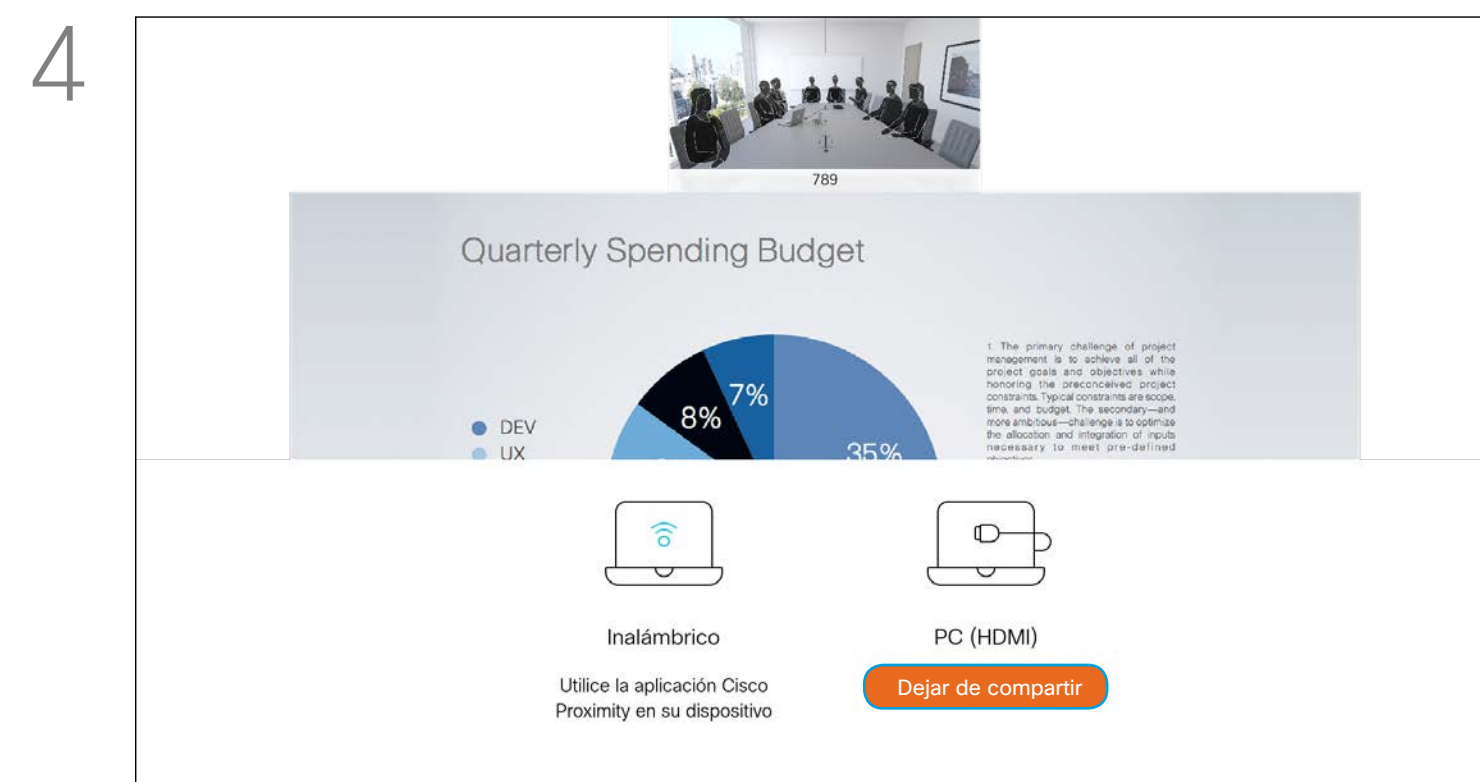 4
789
Quarterly Spending Budget
7%
8%
35%
DEV
UX
1. The primary challenge of project
management is to achieve all of the
project goals and objectives while
honoring the preconceived project
constraints. Typical constraints are scope,
time, and budget. The secondary—and
more ambitious—challenge is to optimize
the allocation and integration of inputs
necessary to meet pre-defined
Inalámbrico
Utilice la aplicación Cisco
Proximity en su dispositivo
PC (HDMI)
Dejar de compartir